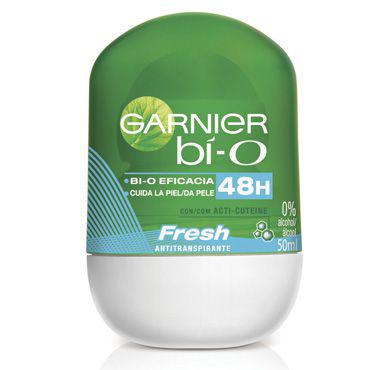 GARNIER
bí-O
• BI-O EFICACIA
• CUIDA LA PIEL/DA PELE
48H
CON/COM ACTI-CUTEINE
0%
alcohol/
álcool
50ml
Fresh
ANTITRANSPIRANTE